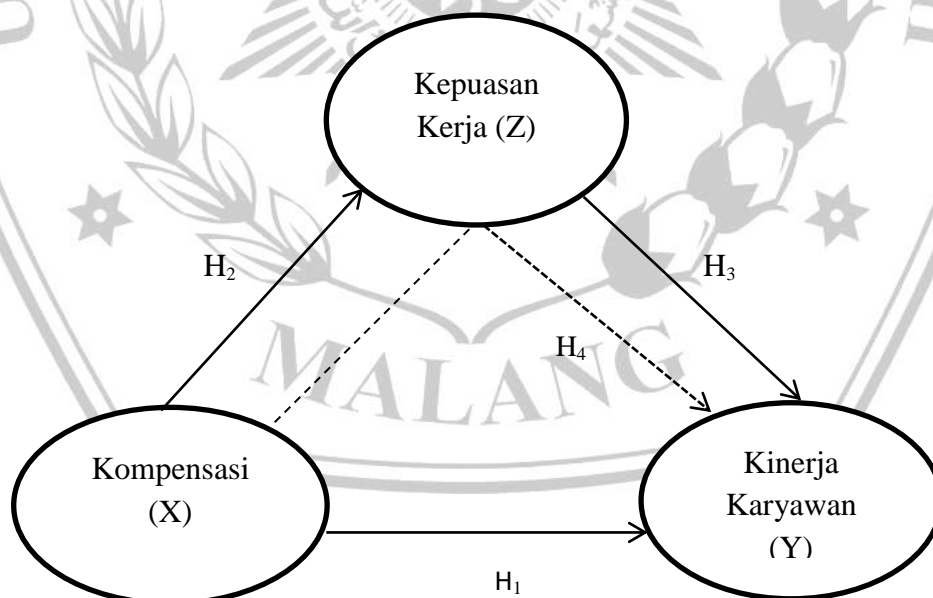 Kepuasan
Kerja (Z)
H₂
H₃
H₄
MALANG
Kompensasi
(X)
Kinerja
Karyawan
(Y)
H₁